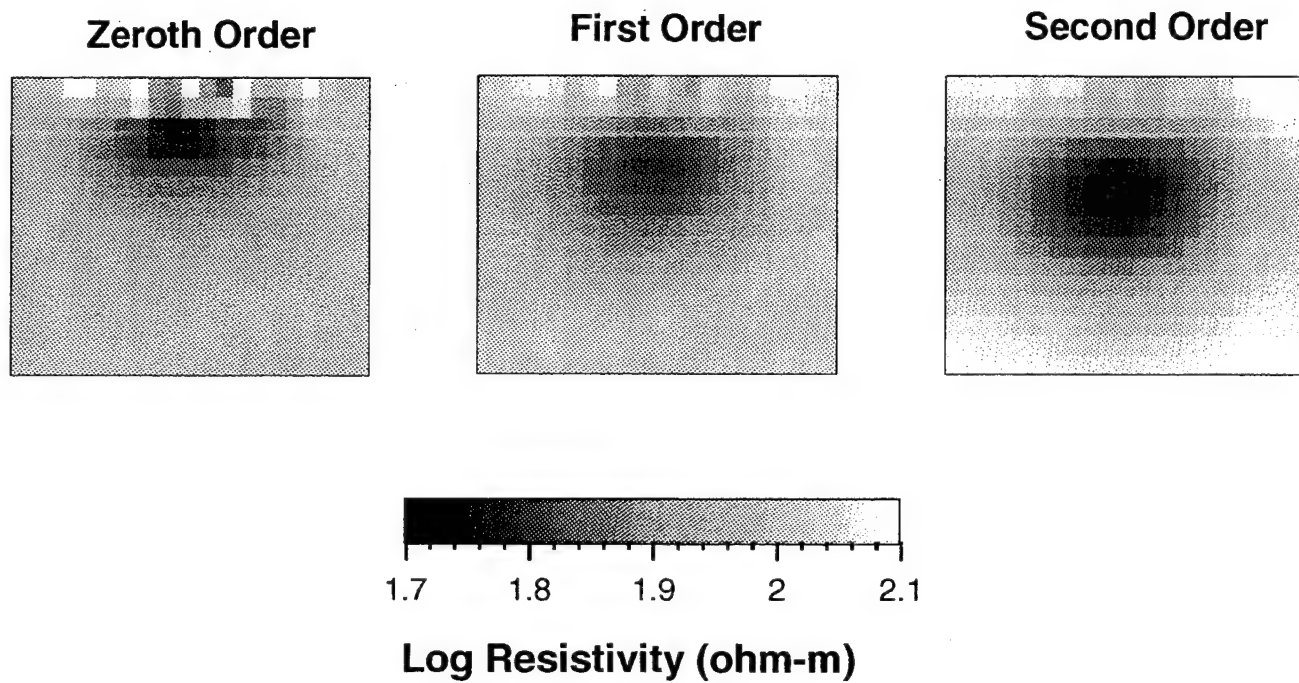 Zeroth Order
First Order
Second Order
1.7 1.8 1.9 2 2.1
Log Resistivity (ohm-m)